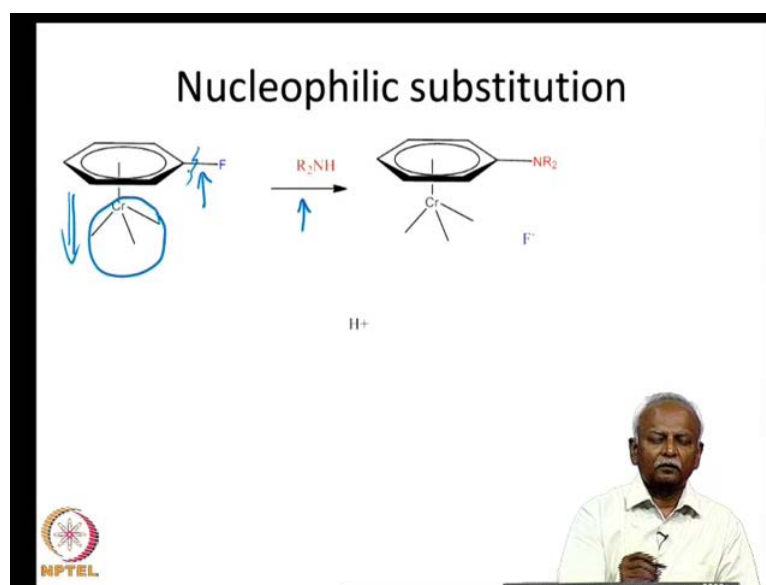 Nucleophilic substitution
F
R₂NH
NR₂
Cr
Cr
F⁻
H+
NPTEL